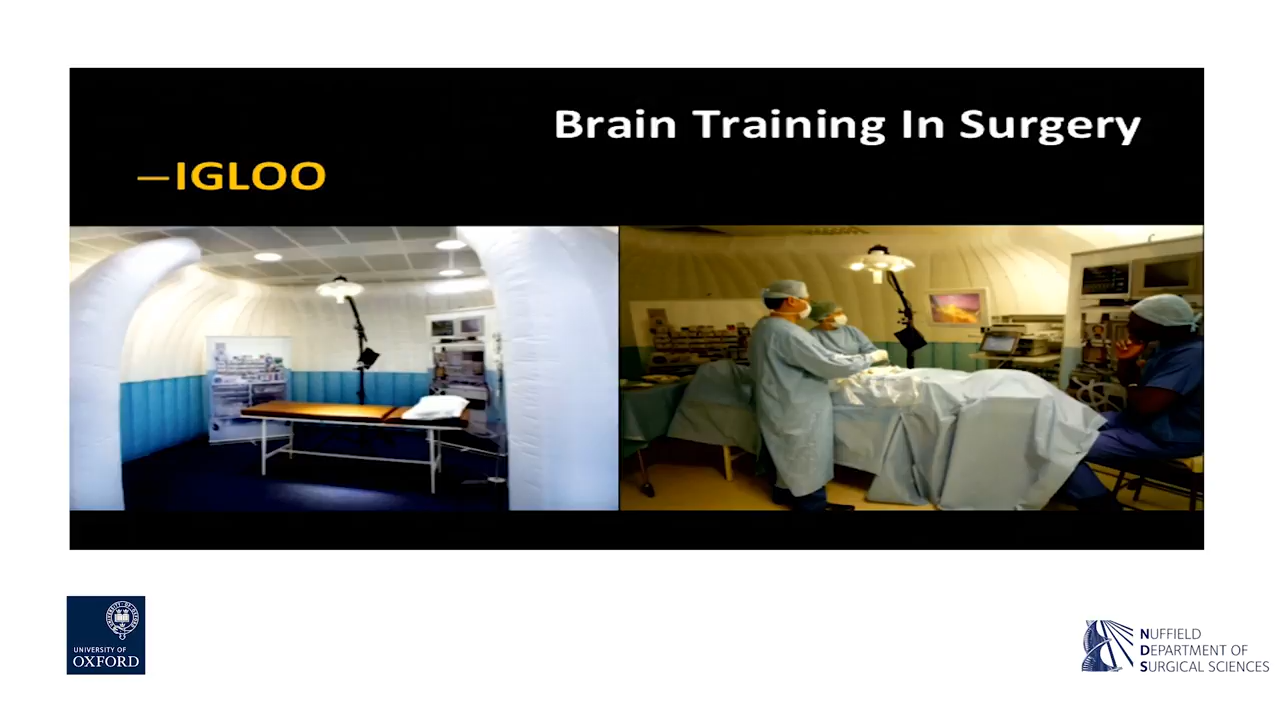 Brain Training In Surgery
—IGLOO
UNIVERSITY OF
OXFORD
NUFFIELD
DEPARTMENT OF
SURGICAL SCIENCES